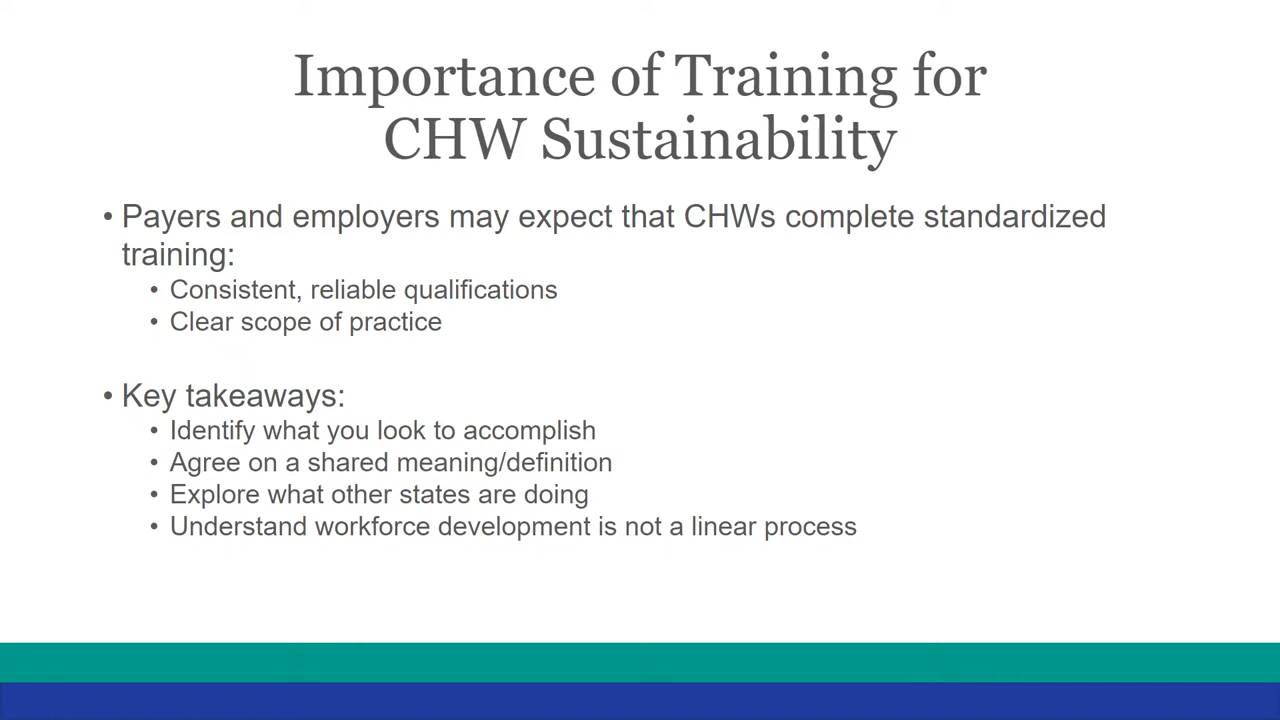 Importance of Training for
CHW Sustainability
• Payers and employers may expect that CHWs complete standardized
training:
• Consistent, reliable qualifications
• Clear scope of practice
• Key takeaways:
• Identify what you look to accomplish
• Agree on a shared meaning/definition
• Explore what other states are doing
• Understand workforce development is not a linear process